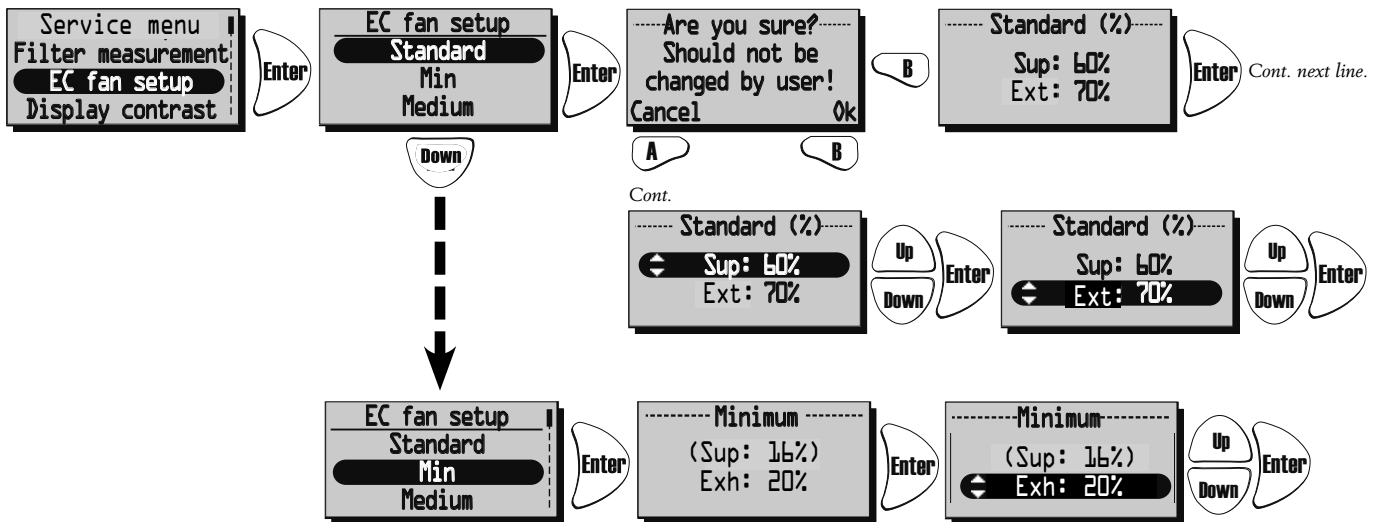 Service menu
Filter measurement
EC fan setup
Display contrast
Enter
EC fan setup
Standard
Min
Medium
Enter
Down
Are you sure?
Should not be
changed by user!
Cancel Ok
A B
B
Standard (%)
Sup: 60%
Ext: 70%
Enter
Cont. next line.
Cont.
Standard (%)
Sup: 60%
Ext: 70%
Up
Down
Enter
Standard (%)
Sup: 60%
Ext: 70%
Up
Down
Enter
EC fan setup
Standard
Min
Medium
Enter
Minimum
(Sup: 16%)
Exh: 20%
Enter
Minimum
(Sup: 16%)
Exh: 20%
Up
Down
Enter